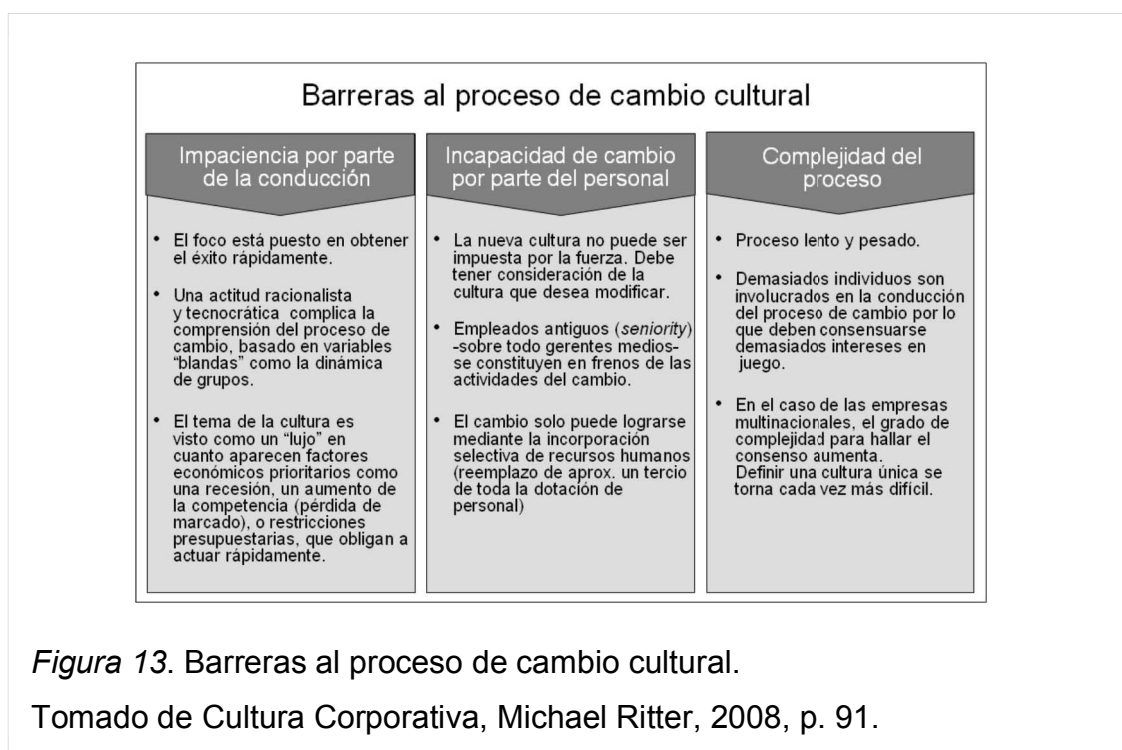 Barreras al proceso de cambio cultural
Impaciencia por parte
de la conducción
• El foco está puesto en obtener
el éxito rápidamente.
• Una actitud racionalista
y tecnocrática complica la
comprensión del proceso de
cambio, basado en variables
"blandas" como la dinámica
de grupos.
• El tema de la cultura es
visto como un "lujo" en
cuanto aparecen factores
económicos prioritarios como
una recesión, un aumento de
la competencia (pérdida de
marcado), o restricciones
presupuestarias, que obligan a
actuar rápidamente.
Incapacidad de cambio
por parte del personal
• La nueva cultura no puede ser
impuesta por la fuerza. Debe
tener consideración de la
cultura que desea modificar.
• Empleados antiguos (seniority)
-sobre todo gerentes medios-
se constituyen en frenos de las
actividades del cambio.
• El cambio solo puede lograrse
mediante la incorporación
selectiva de recursos humanos
(reemplazo de aprox. un tercio
de toda la dotación de
personal)
Complejidad del
proceso
• Proceso lento y pesado.
• Demasiados individuos son
involucrados en la conducción
del proceso de cambio por lo
que deben consensuarse
demasiados intereses en
juego.
• En el caso de las empresas
multinacionales, el grado de
complejidad para hallar el
consenso aumenta.
Definir una cultura única se
torna cada vez más difícil.
Figura 13. Barreras al proceso de cambio cultural.
Tomado de Cultura Corporativa, Michael Ritter, 2008, p. 91.